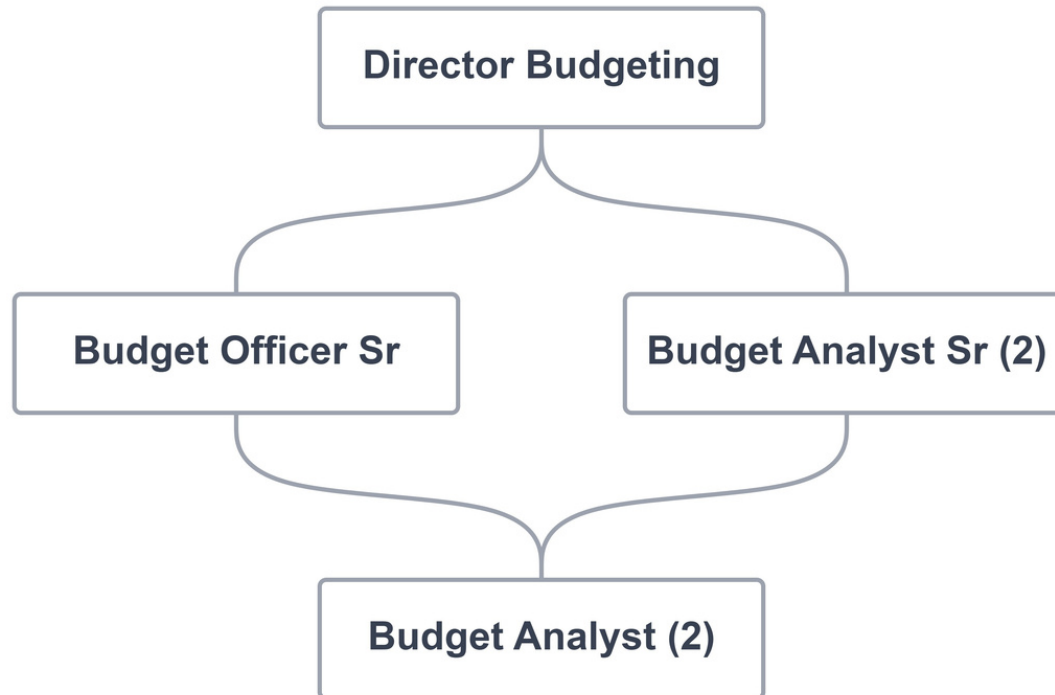 Director Budgeting
Budget Officer Sr
Budget Analyst Sr (2)
Budget Analyst (2)